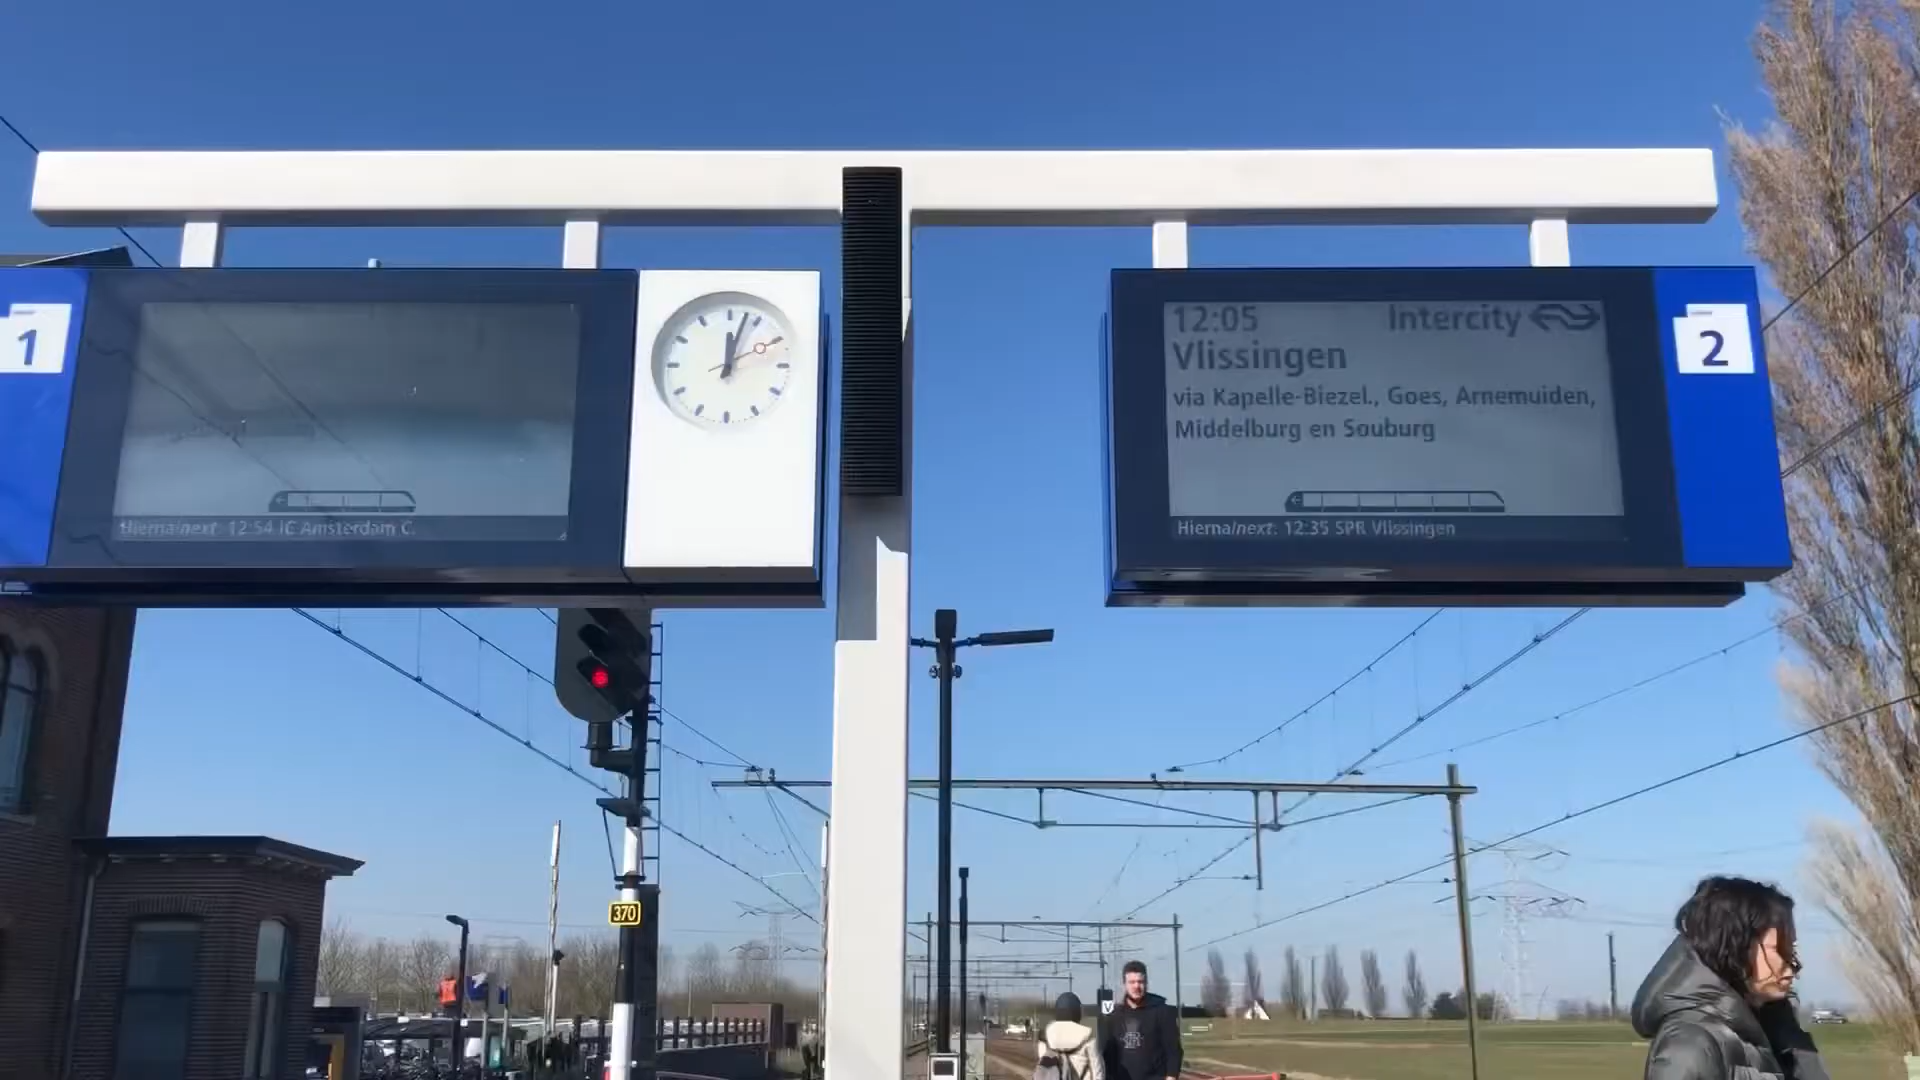 1
Hierna/next: 12:54 IC Amsterdam C.
12:05 Intercity
Vlissingen
via Kapelle-Biezel., Goes, Arnemuiden,
Middelburg en Souburg
Hierna/next: 12:35 SPR Vlissingen
2
370
V